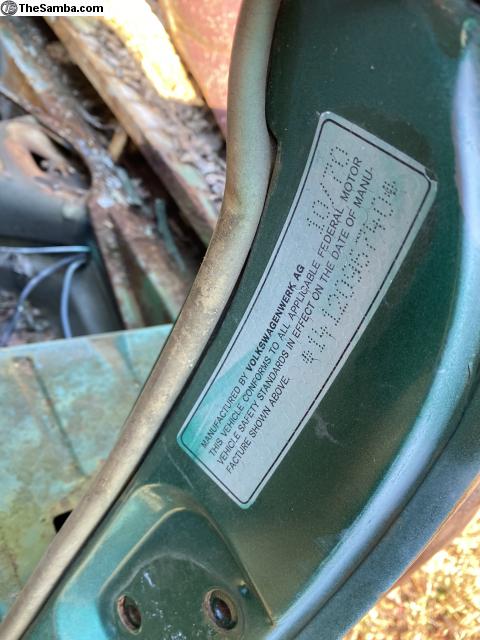 TheSamba.com
MANUFACTURED BY VOLKSWAGENWERK AG 10/70
THIS VEHICLE CONFORMS TO ALL APPLICABLE FEDERAL MOTOR
VEHICLE SAFETY STANDARDS IN EFFECT ON THE DATE OF MANU-
FACTURE SHOWN ABOVE.